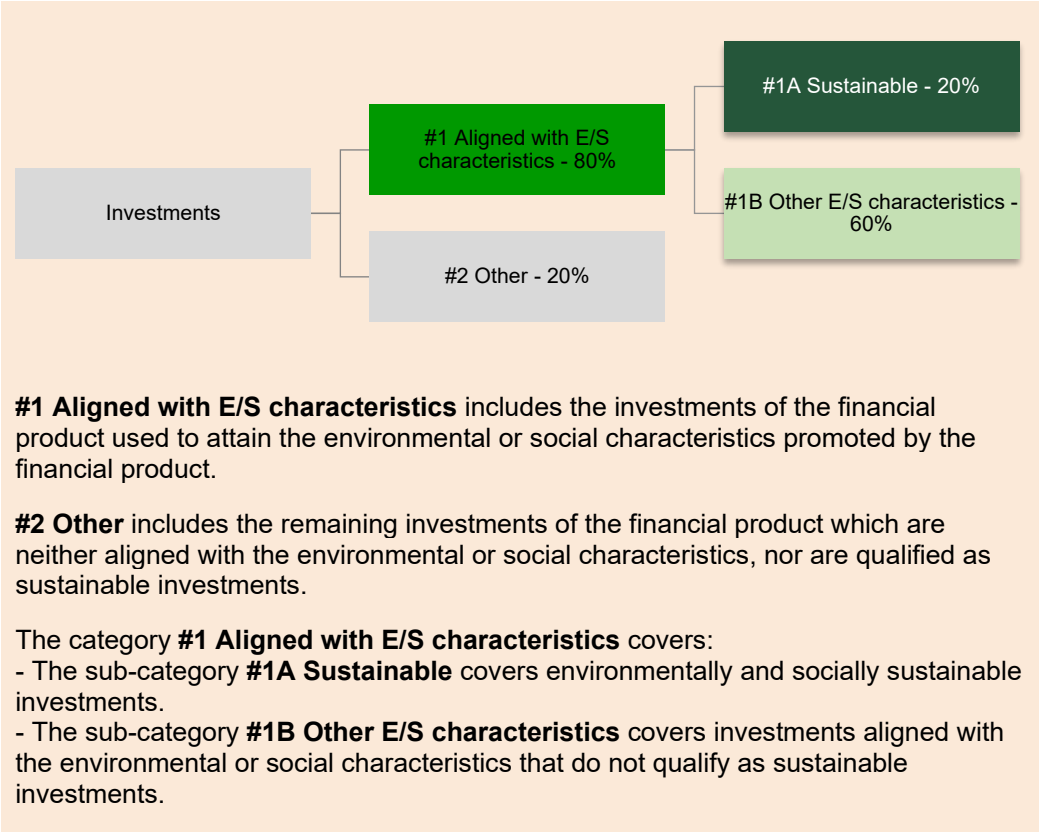 #1A Sustainable - 20%
#1 Aligned with E/S
characteristics - 80%
Investments
#1B Other E/S characteristics -
60%
#2 Other - 20%
#1 Aligned with E/S characteristics includes the investments of the financial
product used to attain the environmental or social characteristics promoted by the
financial product.
#2 Other includes the remaining investments of the financial product which are
neither aligned with the environmental or social characteristics, nor are qualified as
sustainable investments.
The category #1 Aligned with E/S characteristics covers:
- The sub-category #1A Sustainable covers environmentally and socially sustainable
investments.
- The sub-category #1B Other E/S characteristics covers investments aligned with
the environmental or social characteristics that do not qualify as sustainable
investments.